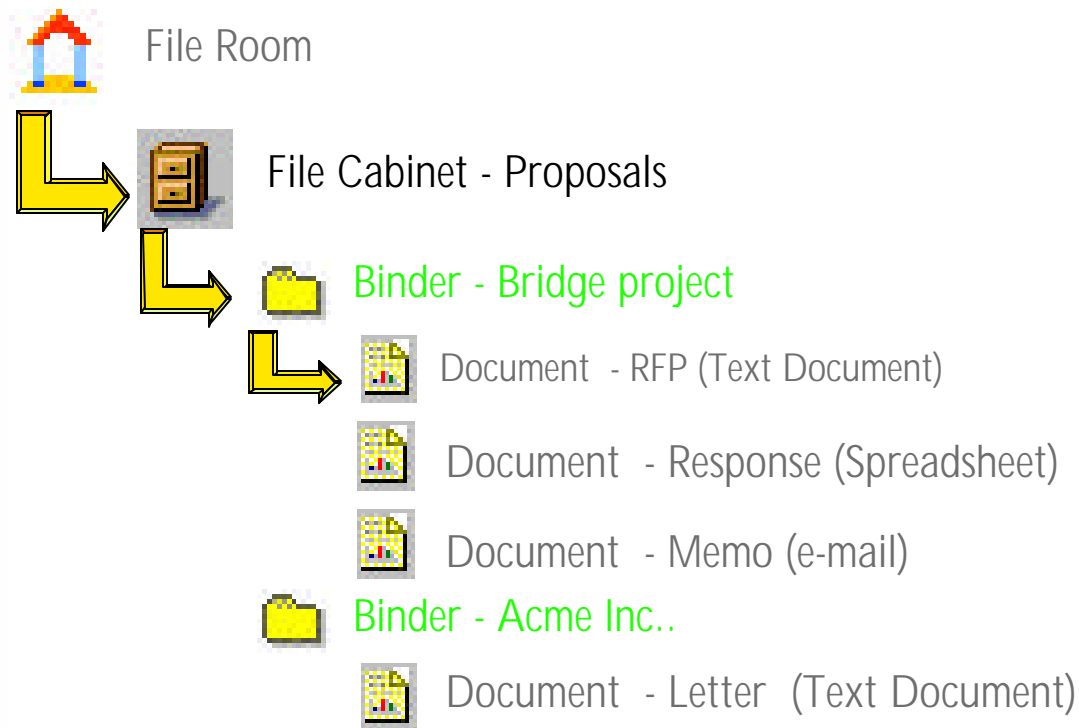 File Room
File Cabinet - Proposals
Binder - Bridge project
Document - RFP (Text Document)
Document - Response (Spreadsheet)
Document - Memo (e-mail)
Binder - Acme Inc..
Document - Letter (Text Document)